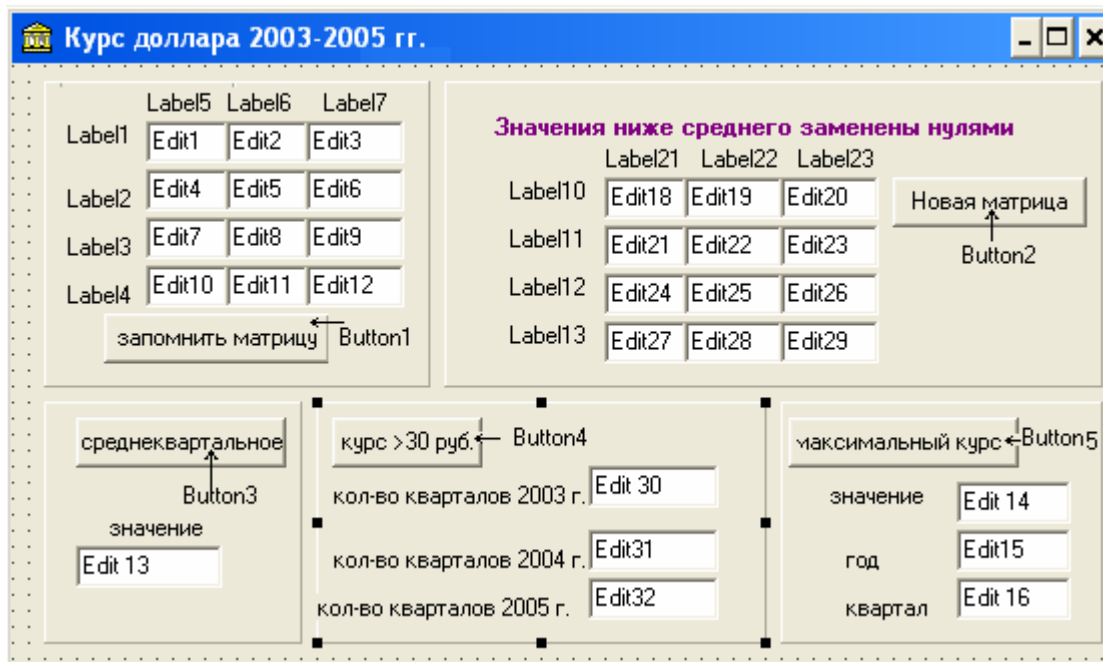 Курс доллара 2003-2005 гг.
Label5 Label6 Label7
Label1 Edit1 Edit2 Edit3
Label2 Edit4 Edit5 Edit6
Label3 Edit7 Edit8 Edit9
Label4 Edit10 Edit11 Edit12
запомнить матрицу Button1
Значения ниже среднего заменены нулями
Label21 Label22 Label23
Label10 Edit18 Edit19 Edit20
Label11 Edit21 Edit22 Edit23
Label12 Edit24 Edit25 Edit26
Label13 Edit27 Edit28 Edit29
Новая матрица
Button2
среднеквартальное
Button3
значение
Edit 13
курс >30 руб. Button4
кол-во кварталов 2003 г. Edit 30
кол-во кварталов 2004 г. Edit31
кол-во кварталов 2005 г. Edit32
максимальный курс Button5
значение Edit 14
год Edit15
квартал Edit 16